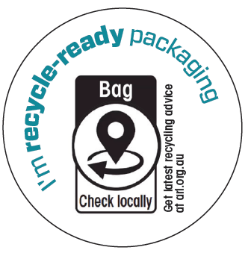 I'm recycle-ready packaging
Bag
Check locally
Get latest recycling advice
at arl.org.au